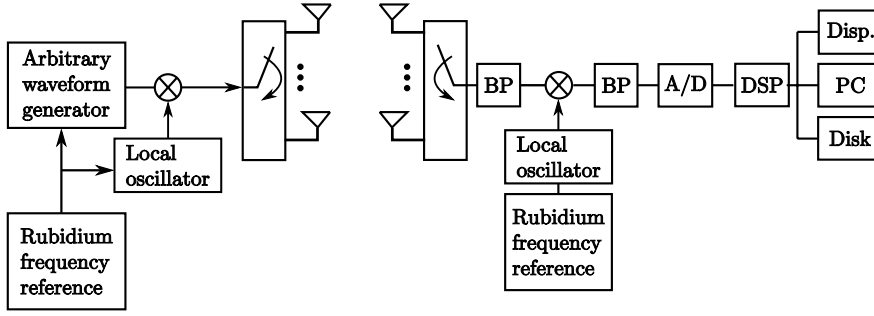 Arbitrary
waveform
generator
Local
oscillator
Rubidium
frequency
reference
BP
BP
A/D
DSP
Disp.
PC
Disk
Local
oscillator
Rubidium
frequency
reference